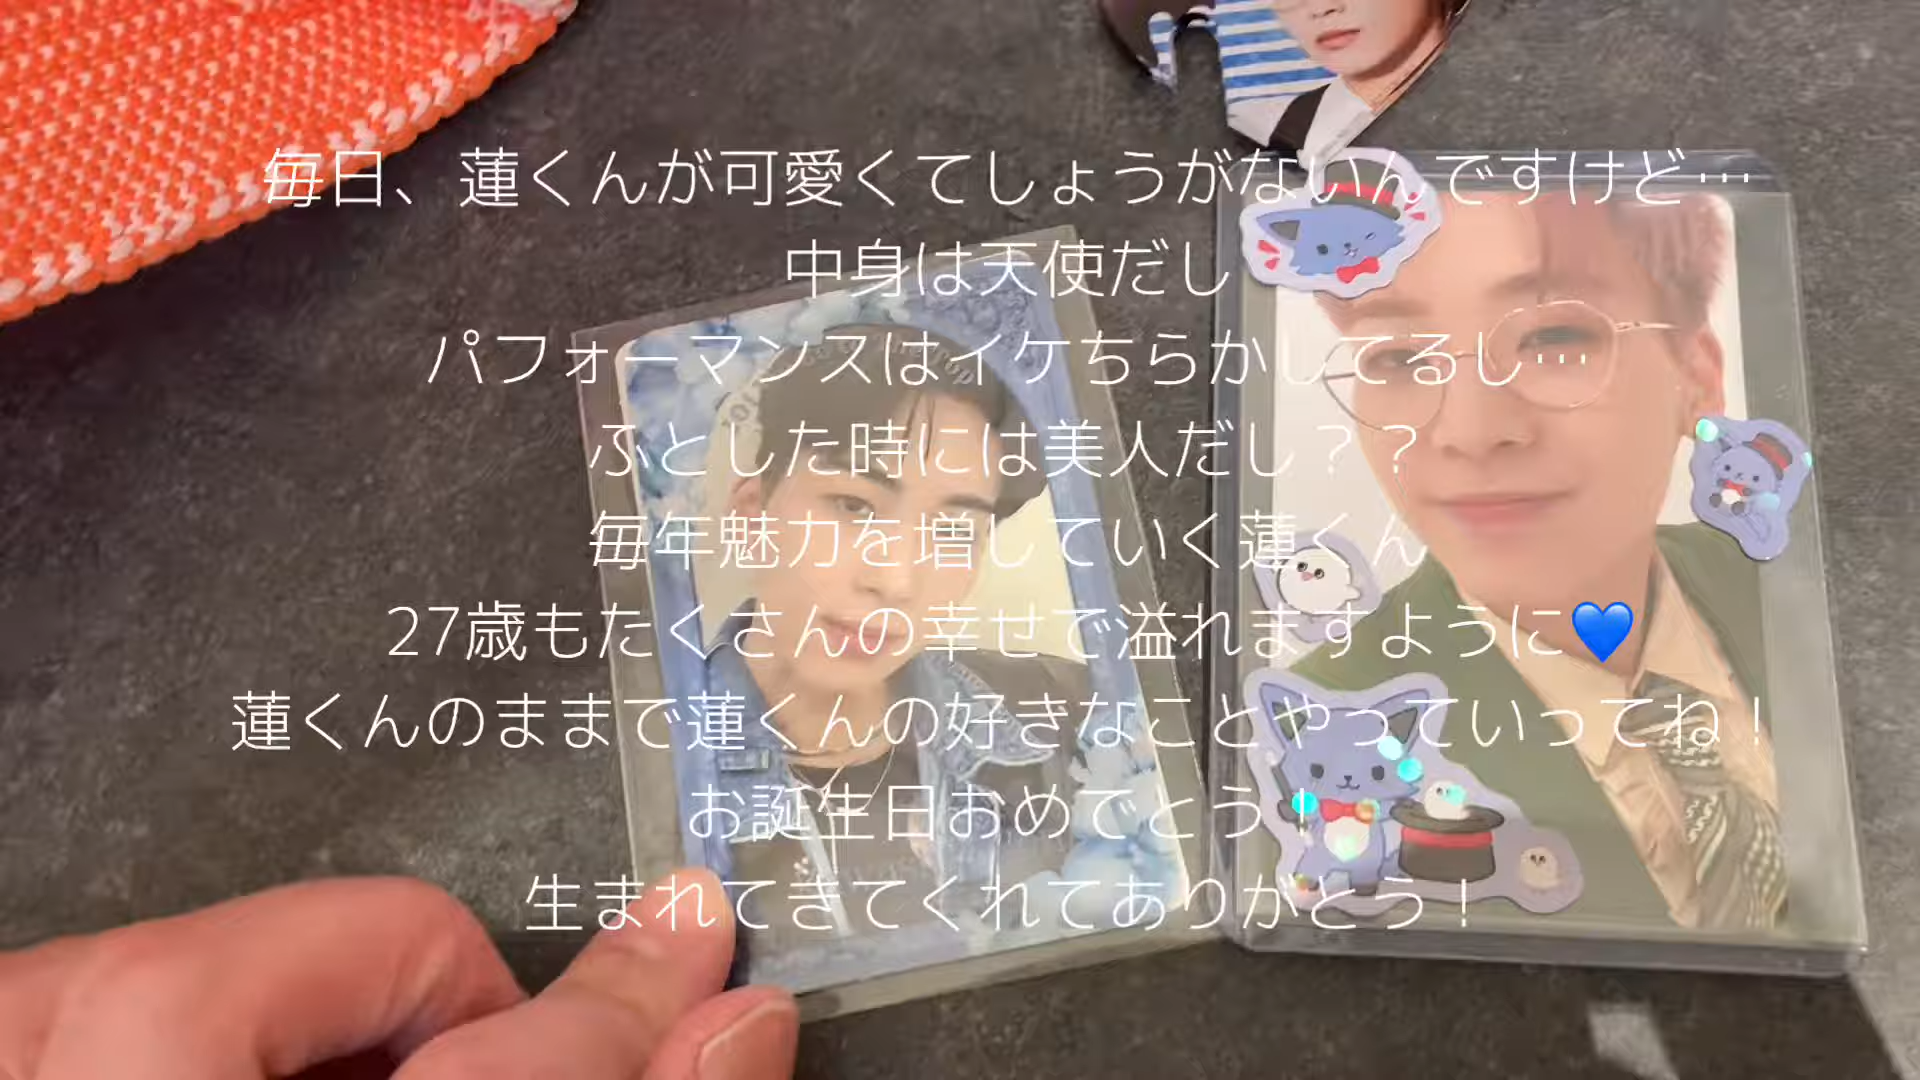 毎日、蓮くんが可愛くてしょうがないんですけど…
中身は天使だし
パフォーマンスはイケちらかしてるし…
ふとした時には美人だし？？
毎年魅力を増していく蓮くん
27歳もたくさんの幸せで溢れますように💙
蓮くんのままで蓮くんの好きなことやっていってね！
お誕生日おめでとう！
生まれてきてくれてありがとう！